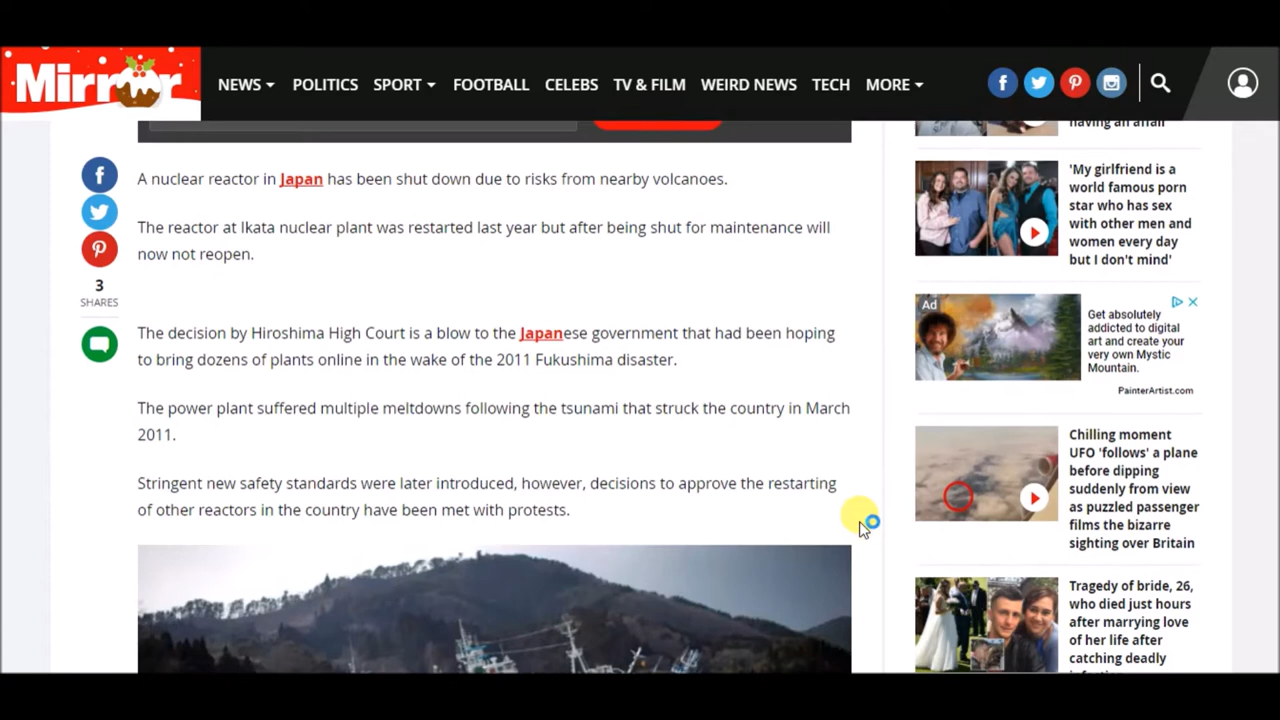 Mirror
NEWS POLITICS SPORT FOOTBALL CELEBS TV & FILM WEIRD NEWS TECH MORE
A nuclear reactor in Japan has been shut down due to risks from nearby volcanoes.
The reactor at Ikata nuclear plant was restarted last year but after being shut for maintenance will
now not reopen.
3
SHARES
The decision by Hiroshima High Court is a blow to the Japanese government that had been hoping
to bring dozens of plants online in the wake of the 2011 Fukushima disaster.
The power plant suffered multiple meltdowns following the tsunami that struck the country in March
2011.
Stringent new safety standards were later introduced, however, decisions to approve the restarting
of other reactors in the country have been met with protests.
having an affair
'My girlfriend is a
world famous porn
star who has sex
with other men and
women every day
but I don't mind'
Ad
Get absolutely
addicted to digital
art and create your
very own Mystic
Mountain.
PainterArtist.com
Chilling moment
UFO 'follows' a plane
before dipping
suddenly from view
as puzzled passenger
films the bizarre
sighting over Britain
Tragedy of bride, 26,
who died just hours
after marrying love
of her life after
catching deadly